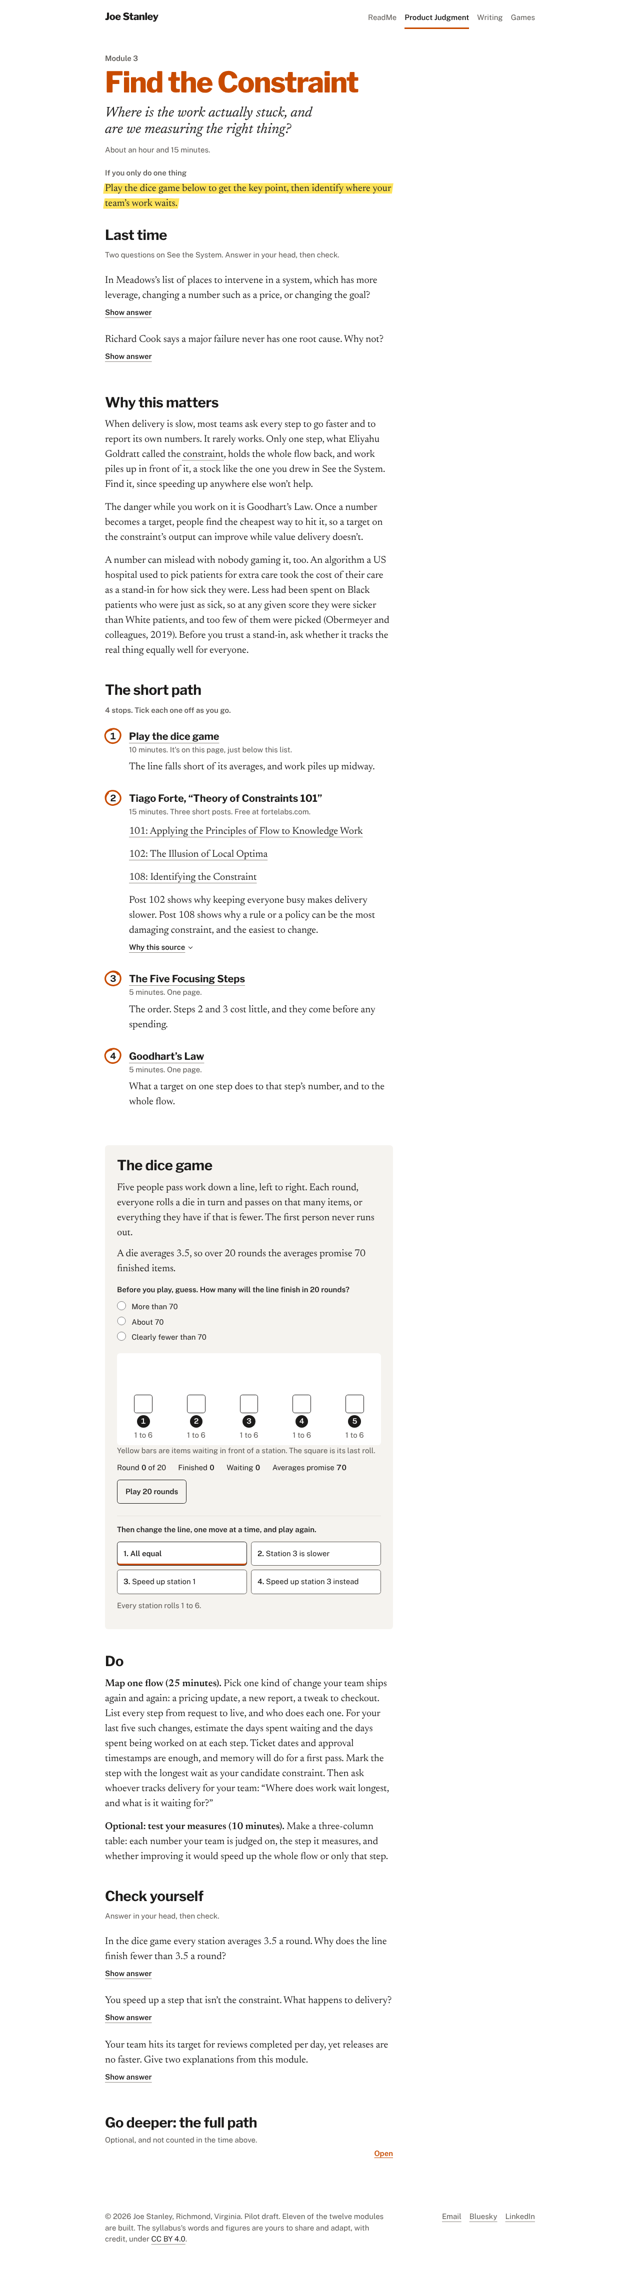 Joe Stanley
ReadMe Product Judgment Writing Games
Module 3
Find the Constraint
Where is the work actually stuck, and
are we measuring the right thing?
About an hour and 15 minutes.
If you only do one thing
Play the dice game below to get the key point, then identify where your
team’s work waits.
Last time
Two questions on See the System. Answer in your head, then check.
In Meadows’s list of places to intervene in a system, which has more
leverage, changing a number such as a price, or changing the goal?
Show answer
Richard Cook says a major failure never has one root cause. Why not?
Show answer
Why this matters
When delivery is slow, most teams ask every step to go faster and to
report its own numbers. It rarely works. Only one step, what Eliyahu
Goldratt called the constraint, holds the whole flow back, and work
piles up in front of it, a stock like the one you drew in See the System.
Find it, since speeding up anywhere else won’t help.
The danger while you work on it is Goodhart’s Law. Once a number
becomes a target, people find the cheapest way to hit it, so a target on
the constraint’s output can improve while value delivery doesn’t.
A number can mislead with nobody gaming it, too. An algorithm a US
hospital used to pick patients for extra care took the cost of their care
as a stand-in for how sick they were. Less had been spent on Black
patients who were just as sick, so at any given score they were sicker
than White patients, and too few of them were picked (Obermeyer and
colleagues, 2019). Before you trust a stand-in, ask whether it tracks the
real thing equally well for everyone.
The short path
4 stops. Tick each one off as you go.
1 Play the dice game
10 minutes. It’s on this page, just below this list.
The line falls short of its averages, and work piles up midway.
2 Tiago Forte, “Theory of Constraints 101”
15 minutes. Three short posts. Free at fortelabs.com.
101: Applying the Principles of Flow to Knowledge Work
102: The Illusion of Local Optima
108: Identifying the Constraint
Post 102 shows why keeping everyone busy makes delivery
slower. Post 108 shows why a rule or a policy can be the most
damaging constraint, and the easiest to change.
Why this source
3 The Five Focusing Steps
5 minutes. One page.
The order. Steps 2 and 3 cost little, and they come before any
spending.
4 Goodhart’s Law
5 minutes. One page.
What a target on one step does to that step’s number, and to the
whole flow.
The dice game
Five people pass work down a line, left to right. Each round,
everyone rolls a die in turn and passes on that many items, or
everything they have if that is fewer. The first person never runs
out.
A die averages 3.5, so over 20 rounds the averages promise 70
finished items.
Before you play, guess. How many will the line finish in 20 rounds?
More than 70
About 70
Clearly fewer than 70
1 2 3 4 5
1 to 6 1 to 6 1 to 6 1 to 6 1 to 6
Yellow bars are items waiting in front of a station. The square is its last roll.
Round 0 of 20 Finished 0 Waiting 0 Averages promise 70
Play 20 rounds
Then change the line, one move at a time, and play again.
1. All equal 2. Station 3 is slower
3. Speed up station 1 4. Speed up station 3 instead
Every station rolls 1 to 6.
Do
Map one flow (25 minutes). Pick one kind of change your team ships
again and again: a pricing update, a new report, a tweak to checkout.
List every step from request to live, and who does each one. For your
last five such changes, estimate the days spent waiting and the days
spent being worked on at each step. Ticket dates and approval
timestamps are enough, and memory will do for a first pass. Mark the
step with the longest wait as your candidate constraint. Then ask
whoever tracks delivery for your team: “Where does work wait longest,
and what is it waiting for?”
Optional: test your measures (10 minutes). Make a three-column
table: each number your team is judged on, the step it measures, and
whether improving it would speed up the whole flow or only that step.
Check yourself
Answer in your head, then check.
In the dice game every station averages 3.5 a round. Why does the line
finish fewer than 3.5 a round?
Show answer
You speed up a step that isn’t the constraint. What happens to delivery?
Show answer
Your team hits its target for reviews completed per day, yet releases are
no faster. Give two explanations from this module.
Show answer
Go deeper: the full path
Optional, and not counted in the time above.
Open
© 2026 Joe Stanley, Richmond, Virginia. Pilot draft. Eleven of the twelve modules
are built. The syllabus’s words and figures are yours to share and adapt, with
credit, under CC BY 4.0.
Email Bluesky LinkedIn